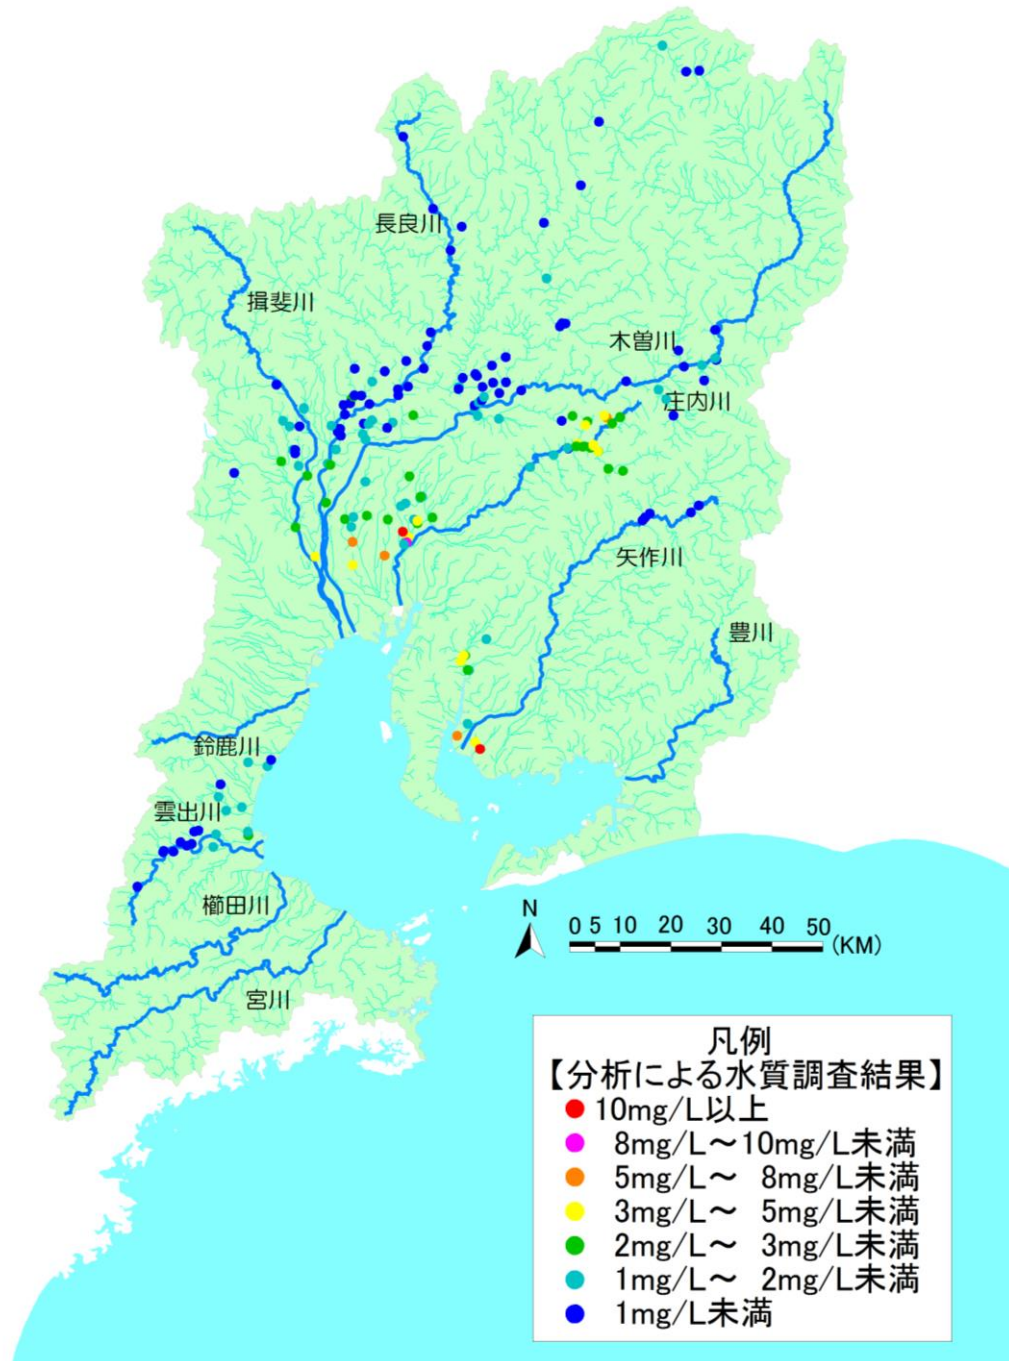 長良川
揖斐川
木曽川
庄内川
矢作川
豊川
鈴鹿川
雲出川
櫛田川
宮川
N
0 5 10 20 30 40 50
(KM)
凡例
【分析による水質調査結果】
10mg/L以上
8mg/L～10mg/L未満
5mg/L～ 8mg/L未満
3mg/L～ 5mg/L未満
2mg/L～ 3mg/L未満
1mg/L～ 2mg/L未満
1mg/L未満